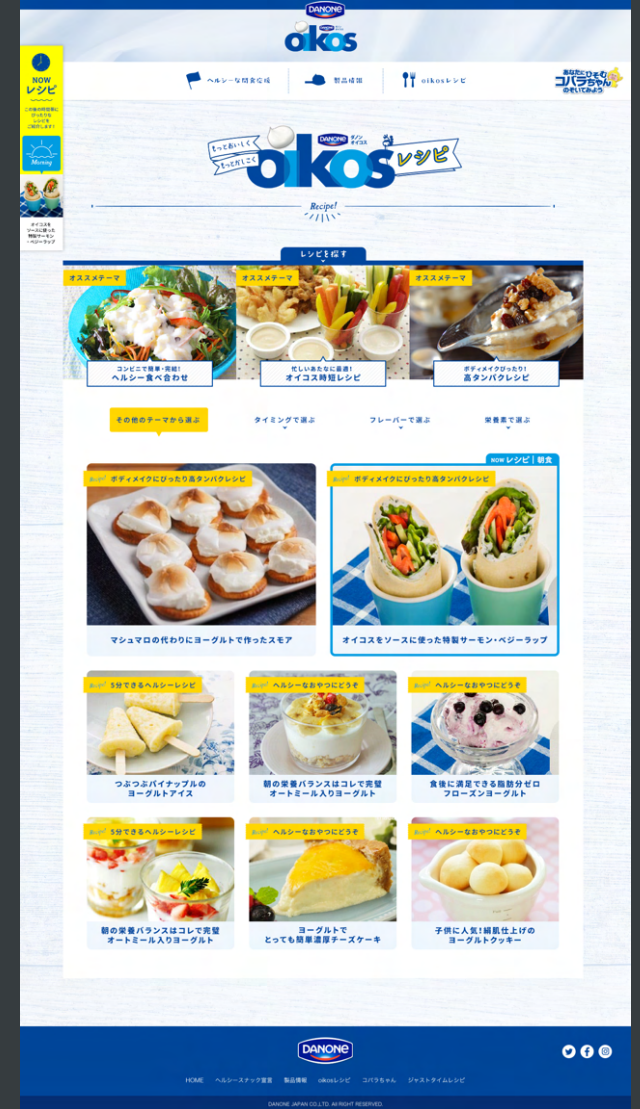 DANONE
oikos
ヘルシーな間食宣言
製品情報
oikosレシピ
あなたにひそむ
コバラちゃん
のぞいてみよう
NOW
レシピ
この時の時間帯に
ぴったりな
レシピを
ご紹介します!
Morning
オイコスを
ソースに使った
特製サーモン
・ベジーラップ
もっとおいしく
もっとかしこく
DANONE
ダノン
オイコス
oikos
レシピ
Recipe!
レシピを探す
オススメテーマ
オススメテーマ
オススメテーマ
コンビニで簡単・完結!
ヘルシー食べ合わせ
忙しいあなたに最適!
オイコス時短レシピ
ボディメイクぴったり!
高タンパクレシピ
その他のテーマから選ぶ
タイミングで選ぶ
フレーバーで選ぶ
栄養素で選ぶ
NOW レシピ | 朝食
Recipe! ボディメイクにぴったり高タンパクレシピ
Recipe! ボディメイクにぴったり高タンパクレシピ
マシュマロの代わりにヨーグルトで作ったスモア
オイコスをソースに使った特製サーモン・ベジーラップ
Recipe! 5分できるヘルシーレシピ
Recipe! ヘルシーなおやつにどうぞ
Recipe! ヘルシーなおやつにどうぞ
つぶつぶパイナップルの
ヨーグルトアイス
朝の栄養バランスはコレで完璧
オートミール入りヨーグルト
食後に満足できる脂肪分ゼロ
フローズンヨーグルト
Recipe! 5分できるヘルシーレシピ
Recipe! ヘルシーなおやつにどうぞ
Recipe! ヘルシーなおやつにどうぞ
朝の栄養バランスはコレで完璧
オートミール入りヨーグルト
ヨーグルトで
とっても簡単濃厚チーズケーキ
子供に人気!絹肌仕上げの
ヨーグルトクッキー
DANONE
HOME
ヘルシースナック宣言
製品情報
oikosレシピ
コバラちゃん
ジャストタイムレシピ
DANONE JAPAN CO.,LTD. All RIGHT RESERVED.